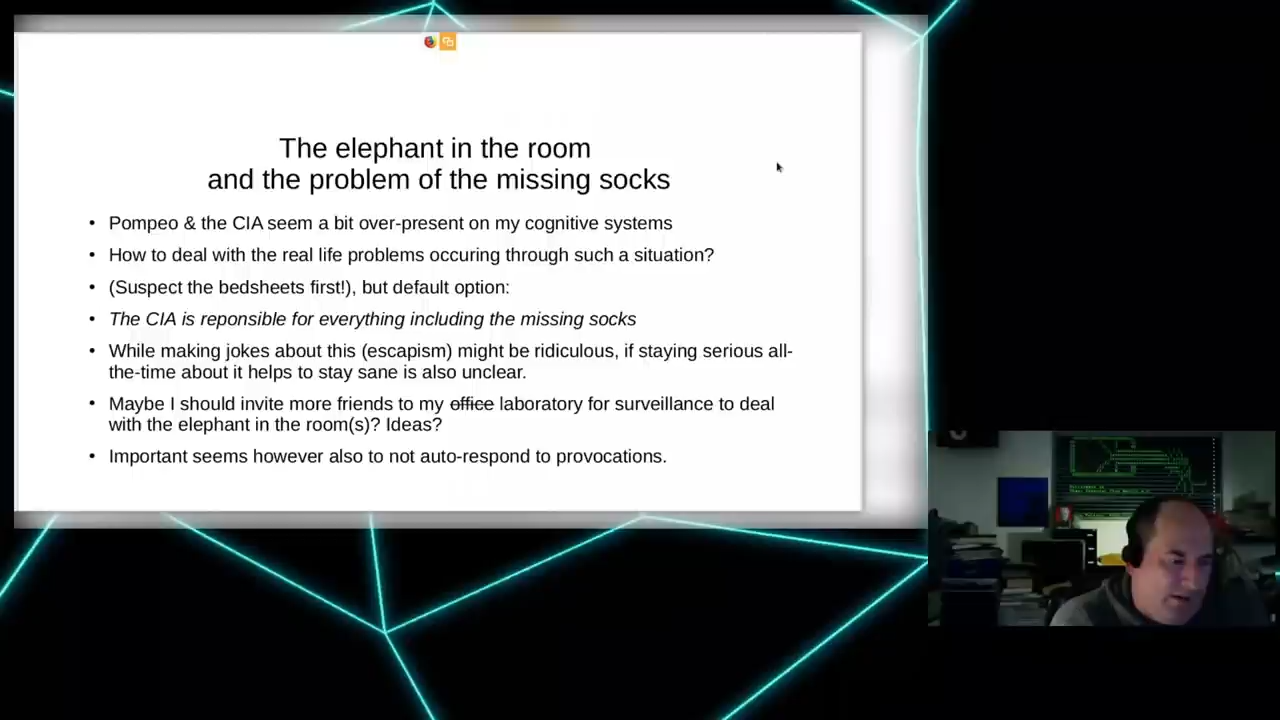 The elephant in the room
and the problem of the missing socks
• Pompeo & the CIA seem a bit over-present on my cognitive systems
• How to deal with the real life problems occuring through such a situation?
• (Suspect the bedsheets first!), but default option:
• The CIA is reponsible for everything including the missing socks
• While making jokes about this (escapism) might be ridiculous, if staying serious all-
the-time about it helps to stay sane is also unclear.
• Maybe I should invite more friends to my office laboratory for surveillance to deal
with the elephant in the room(s)? Ideas?
• Important seems however also to not auto-respond to provocations.